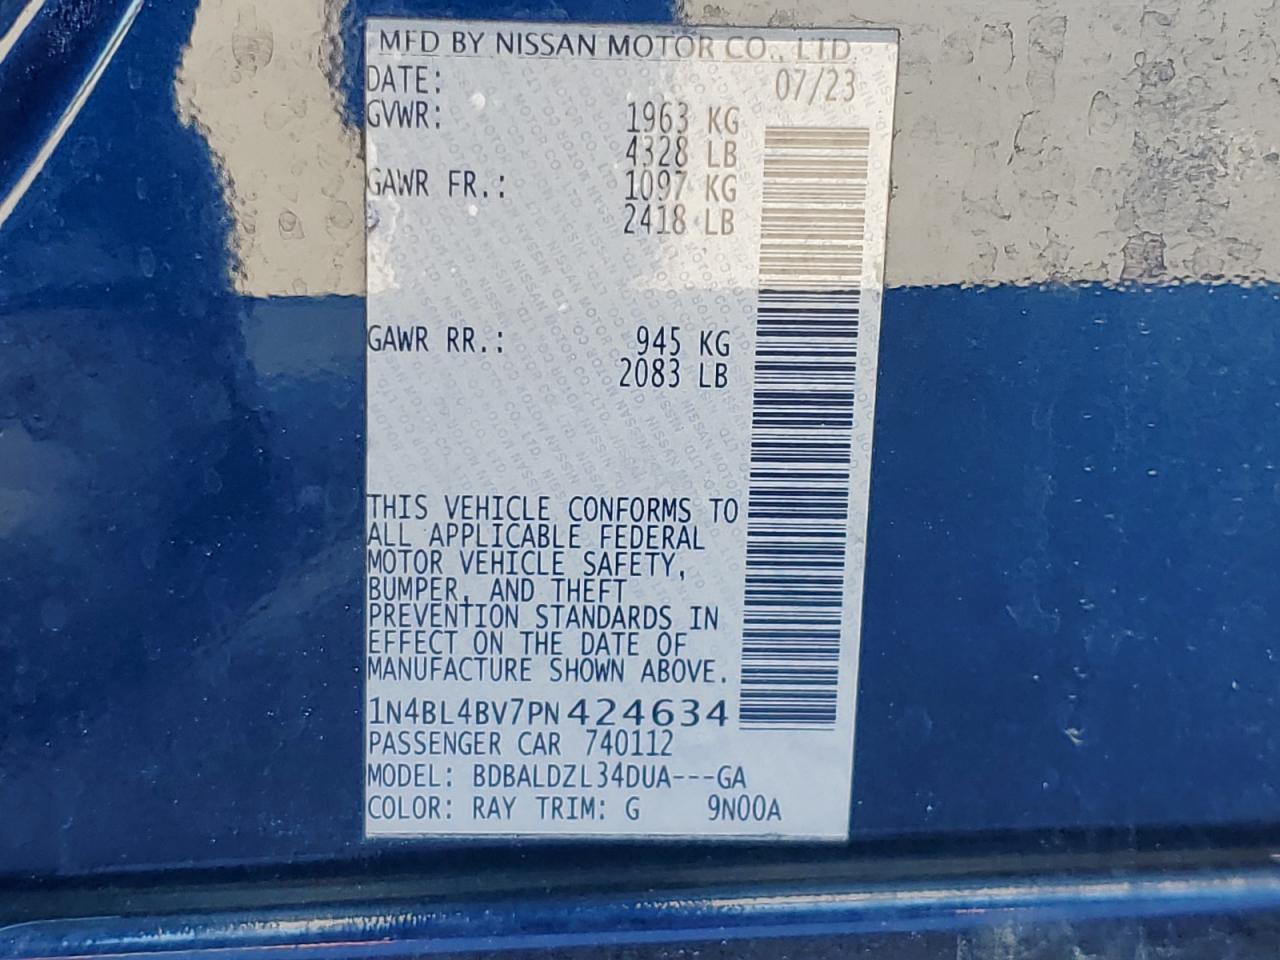 MFD BY NISSAN MOTOR CO., LTD.
DATE: 07/23
GVWR: 1963 KG
4328 LB
GAWR FR.: 1097 KG
2418 LB
GAWR RR.: 945 KG
2083 LB
THIS VEHICLE CONFORMS TO
ALL APPLICABLE FEDERAL
MOTOR VEHICLE SAFETY,
BUMPER, AND THEFT
PREVENTION STANDARDS IN
EFFECT ON THE DATE OF
MANUFACTURE SHOWN ABOVE.
1N4BL4BV7PN424634
PASSENGER CAR 740112
MODEL: BDBALDZL34DUA---GA
COLOR: RAY TRIM: G 9N00A